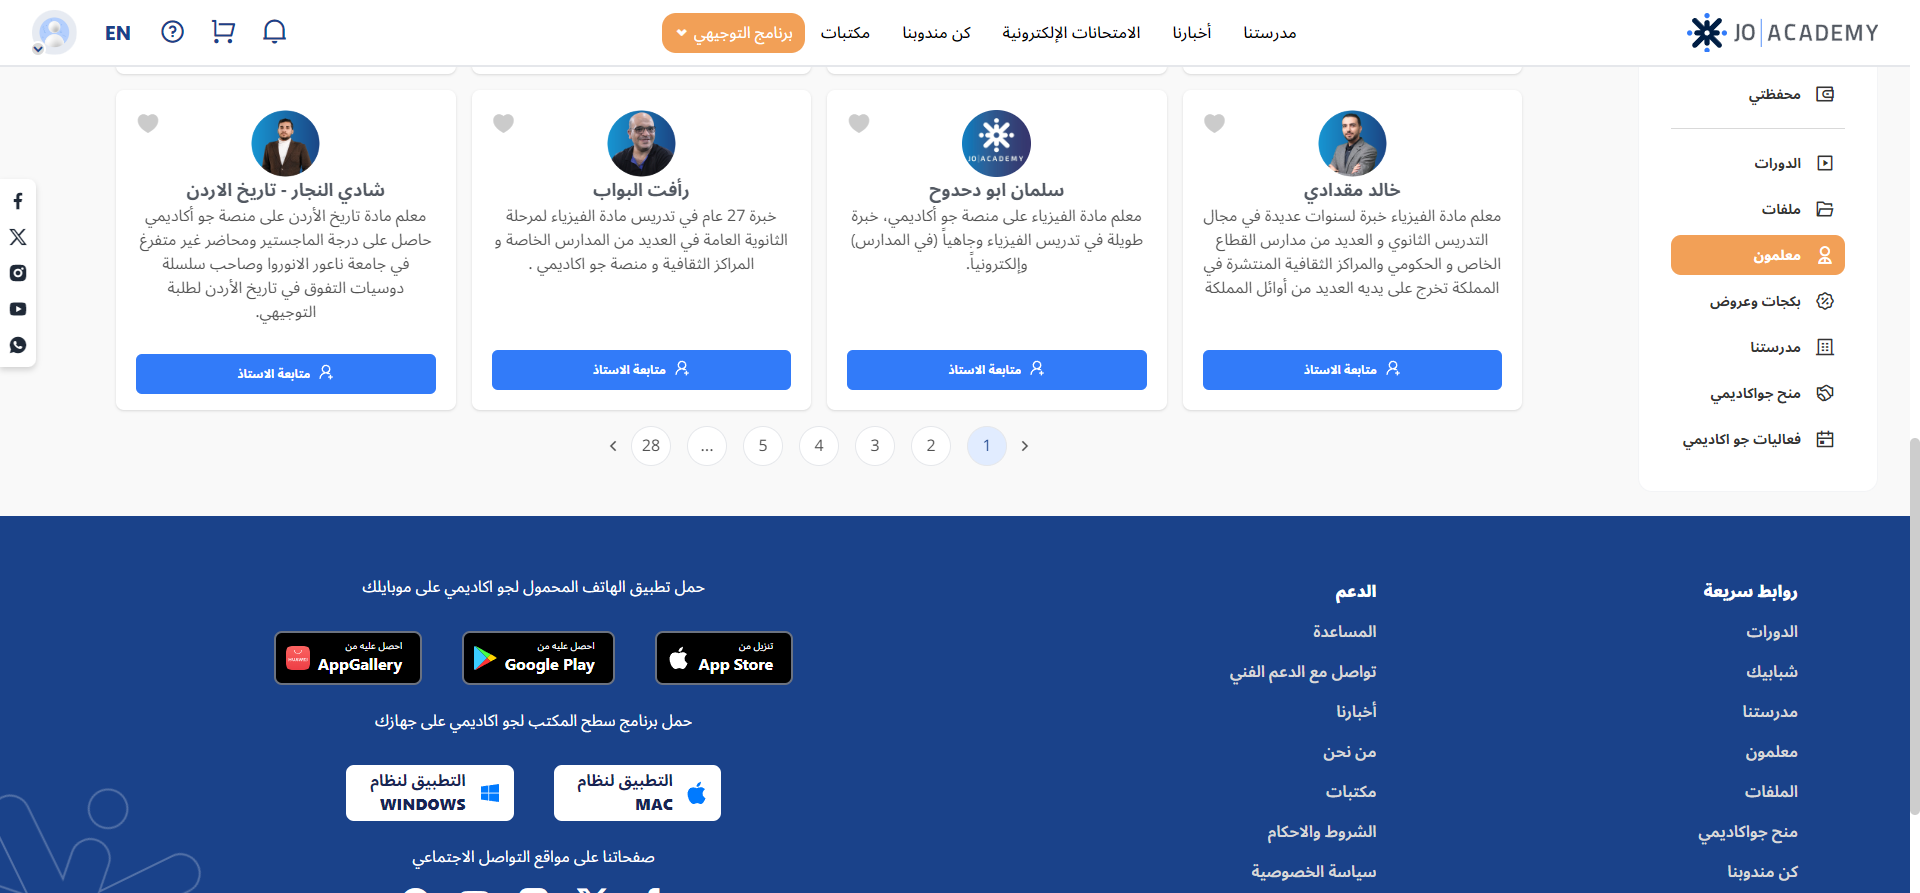 JO ACADEMY
مدرستنا
أخبارنا
الامتحانات الإلكترونية
كن مندوبنا
مكتبات
برنامج التوجيهي
EN
محفظتي
الدورات
ملفات
معلمون
بكجات وعروض
مدرستنا
منح جواكاديمي
فعاليات جو اكاديمي
خالد مقدادي
معلم مادة الفيزياء خبرة لسنوات عديدة في مجال
التدريس الثانوي و العديد من مدارس القطاع
الخاص و الحكومي والمراكز الثقافية المنتشرة في
المملكة تخرج على يديه العديد من أوائل المملكة
متابعة الاستاذ
JO ACADEMY
سلمان ابو دحدوح
معلم مادة الفيزياء على منصة جو أكاديمي، خبرة
طويلة في تدريس الفيزياء وجاهياً (في المدارس)
وإلكترونياً.
متابعة الاستاذ
رأفت البواب
خبرة 27 عام في تدريس مادة الفيزياء لمرحلة
الثانوية العامة في العديد من المدارس الخاصة و
المراكز الثقافية و منصة جو اكاديمي .
متابعة الاستاذ
شادي النجار - تاريخ الاردن
معلم مادة تاريخ الأردن على منصة جو أكاديمي
حاصل على درجة الماجستير ومحاضر غير متفرغ
في جامعة ناعور الانوروا وصاحب سلسلة
دوسيات التفوق في تاريخ الأردن لطلبة
التوجيهي.
متابعة الاستاذ
1 2 3 4 5 ... 28
روابط سريعة
الدورات
شبابيك
مدرستنا
معلمون
الملفات
منح جواكاديمي
كن مندوبنا
الدعم
المساعدة
تواصل مع الدعم الفني
أخبارنا
من نحن
مكتبات
الشروط والاحكام
سياسة الخصوصية
حمل تطبيق الهاتف المحمول لجو اكاديمي على موبايلك
تنزيل من
App Store
احصل عليه من
Google Play
احصل عليه من
AppGallery
HUAWEI
حمل برنامج سطح المكتب لجو اكاديمي على جهازك
التطبيق لنظام
MAC
التطبيق لنظام
WINDOWS
صفحاتنا على مواقع التواصل الاجتماعي